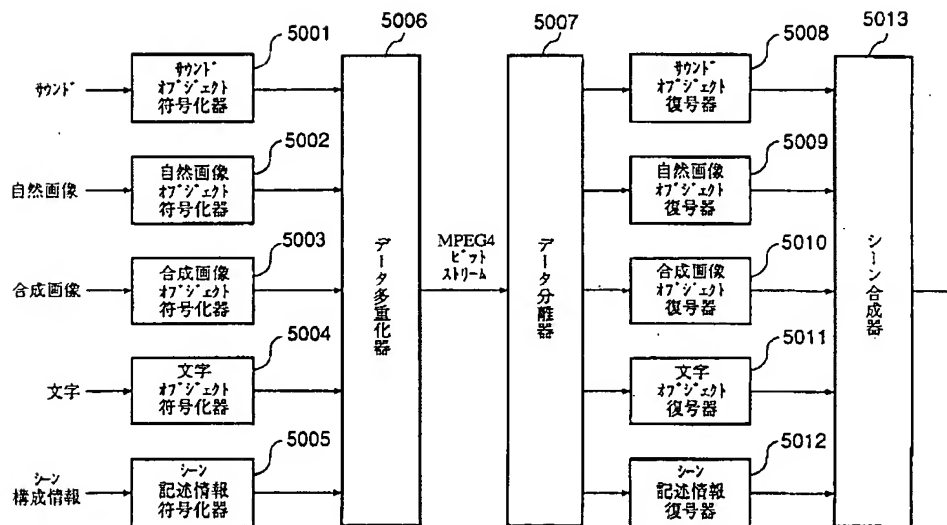 5001
5006
5007
5008
5013
サウンド
サウンド
オブジェクト
符号化器
サウンド
オブジェクト
復号器
5002
5009
自然画像
自然画像
オブジェクト
符号化器
自然画像
オブジェクト
復号器
5003
5010
合成画像
合成画像
オブジェクト
符号化器
データ多重化器
MPEG4
ビット
ストリーム
データ分離器
合成画像
オブジェクト
復号器
シーン合成器
5004
5011
文字
文字
オブジェクト
符号化器
文字
オブジェクト
復号器
5005
5012
シーン
構成情報
シーン
記述情報
符号化器
シーン
記述情報
復号器